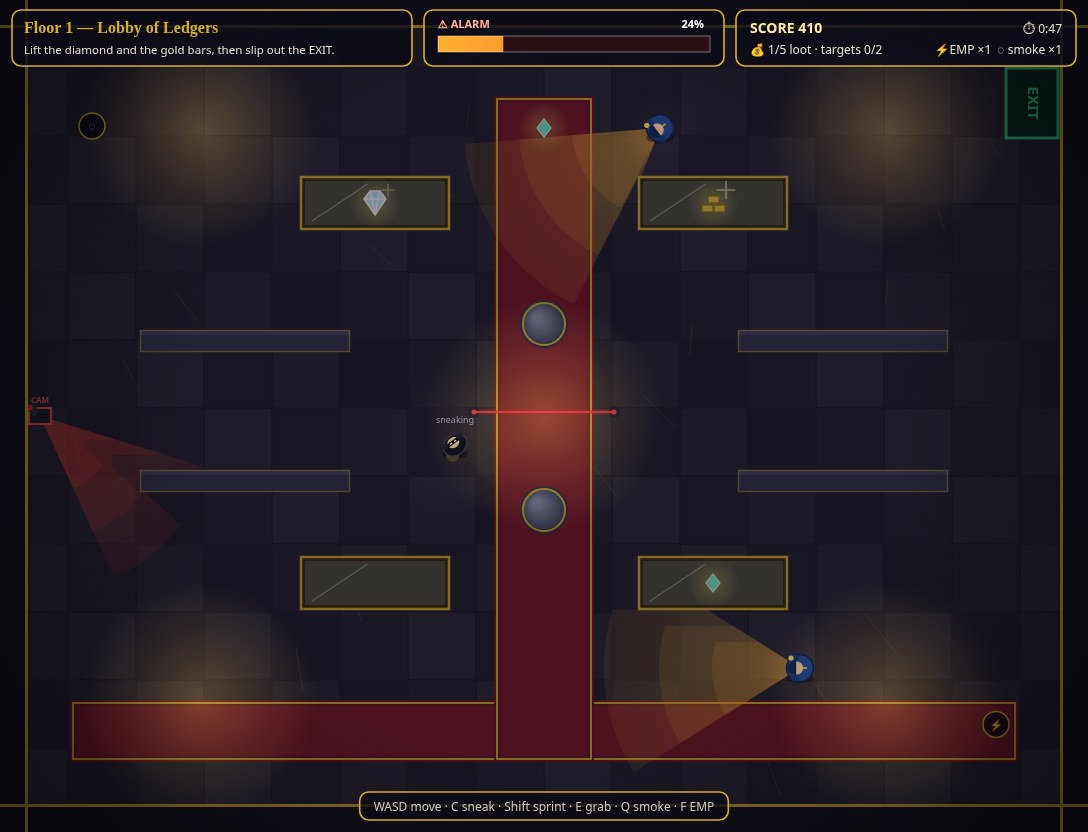 Floor 1 — Lobby of Ledgers
Lift the diamond and the gold bars, then slip out the EXIT.
⚠ ALARM 24%
SCORE 410 ⏱ 0:47
💰 1/5 loot · targets 0/2 ⚡EMP ×1 ○ smoke ×1
EXIT
CAM
sneaking
WASD move · C sneak · Shift sprint · E grab · Q smoke · F EMP